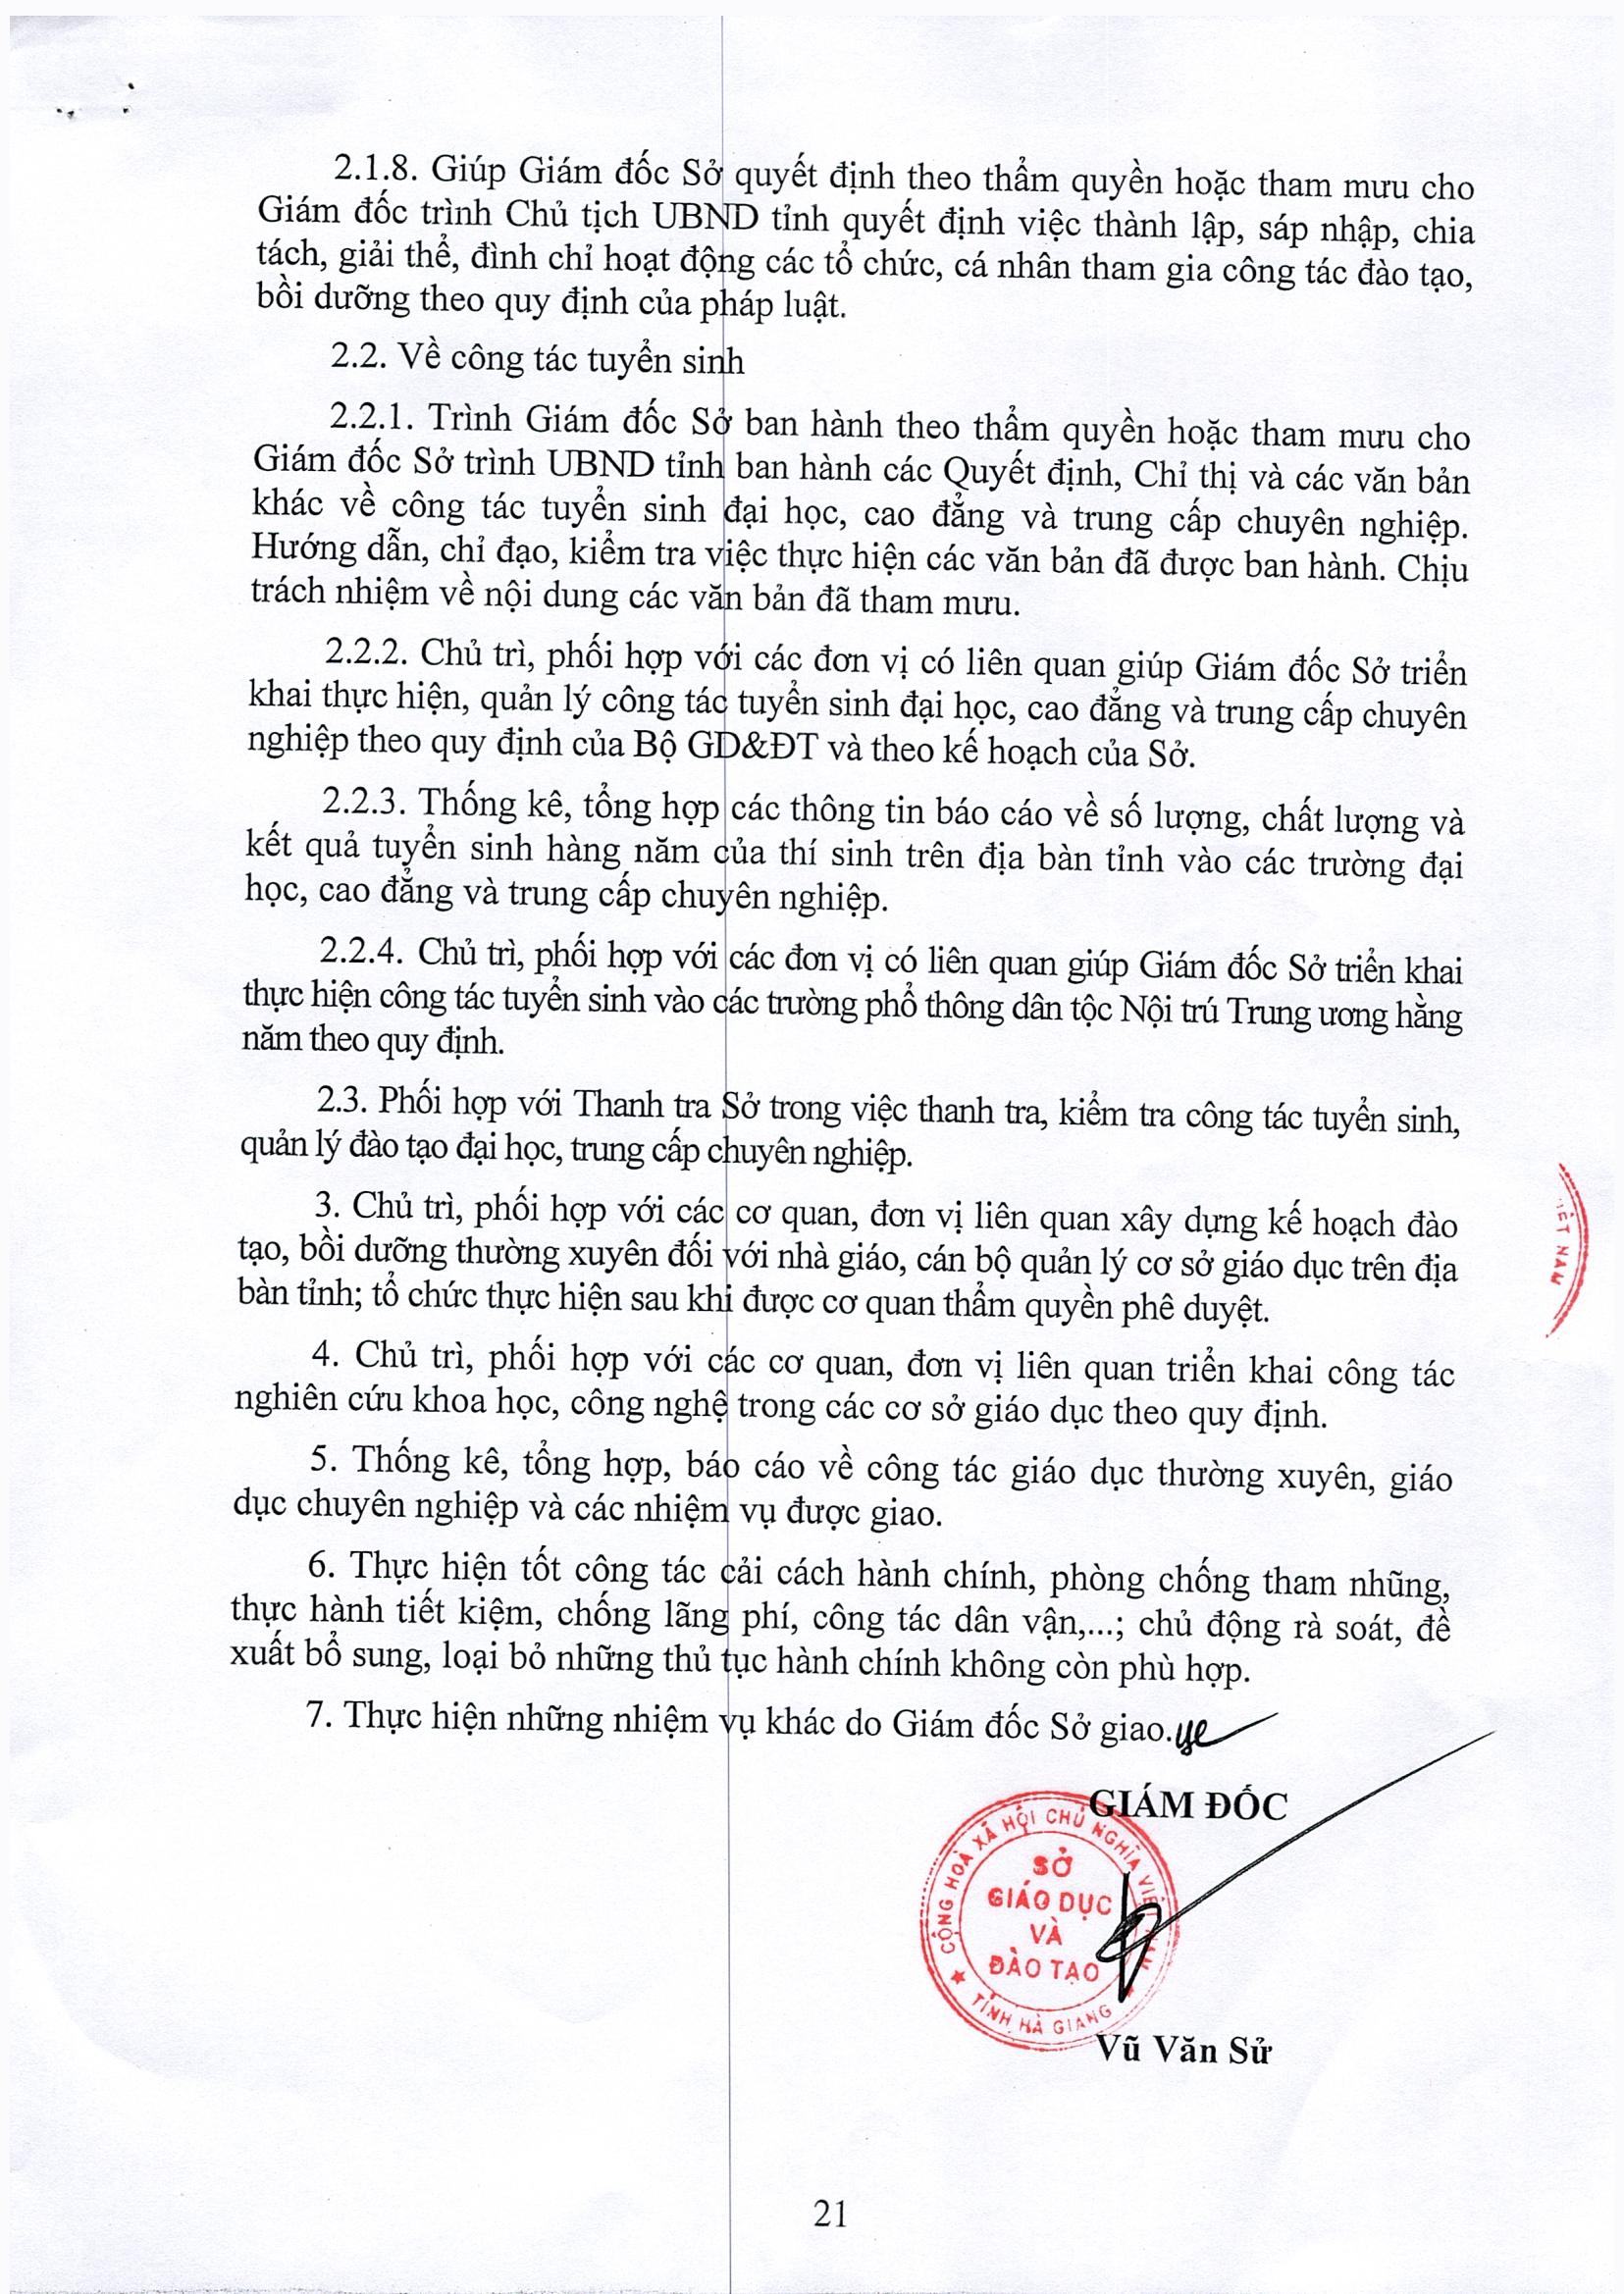 2.1.8. Giúp Giám đốc Sở quyết định theo thẩm quyền hoặc tham mưu cho
Giám đốc trình Chủ tịch UBND tỉnh quyết định việc thành lập, sáp nhập, chia
tách, giải thể, đình chỉ hoạt động các tổ chức, cá nhân tham gia công tác đào tạo,
bồi dưỡng theo quy định của pháp luật.
2.2. Về công tác tuyển sinh
2.2.1. Trình Giám đốc Sở ban hành theo thẩm quyền hoặc tham mưu cho
Giám đốc Sở trình UBND tỉnh ban hành các Quyết định, Chỉ thị và các văn bản
khác về công tác tuyển sinh đại học, cao đẳng và trung cấp chuyên nghiệp.
Hướng dẫn, chỉ đạo, kiểm tra việc thực hiện các văn bản đã được ban hành. Chịu
trách nhiệm về nội dung các văn bản đã tham mưu.
2.2.2. Chủ trì, phối hợp với các đơn vị có liên quan giúp Giám đốc Sở triển
khai thực hiện, quản lý công tác tuyển sinh đại học, cao đẳng và trung cấp chuyên
nghiệp theo quy định của Bộ GD&ĐT và theo kế hoạch của Sở.
2.2.3. Thống kê, tổng hợp các thông tin báo cáo về số lượng, chất lượng và
kết quả tuyển sinh hàng năm của thí sinh trên địa bàn tỉnh vào các trường đại
học, cao đẳng và trung cấp chuyên nghiệp.
2.2.4. Chủ trì, phối hợp với các đơn vị có liên quan giúp Giám đốc Sở triển khai
thực hiện công tác tuyển sinh vào các trường phổ thông dân tộc Nội trú Trung ương hằng
năm theo quy định.
2.3. Phối hợp với Thanh tra Sở trong việc thanh tra, kiểm tra công tác tuyển sinh,
quản lý đào tạo đại học, trung cấp chuyên nghiệp.
3. Chủ trì, phối hợp với các cơ quan, đơn vị liên quan xây dựng kế hoạch đào
tạo, bồi dưỡng thường xuyên đối với nhà giáo, cán bộ quản lý cơ sở giáo dục trên địa
bàn tỉnh; tổ chức thực hiện sau khi được cơ quan thẩm quyền phê duyệt.
4. Chủ trì, phối hợp với các cơ quan, đơn vị liên quan triển khai công tác
nghiên cứu khoa học, công nghệ trong các cơ sở giáo dục theo quy định.
5. Thống kê, tổng hợp, báo cáo về công tác giáo dục thường xuyên, giáo
dục chuyên nghiệp và các nhiệm vụ được giao.
6. Thực hiện tốt công tác cải cách hành chính, phòng chống tham nhũng,
thực hành tiết kiệm, chống lãng phí, công tác dân vận,...; chủ động rà soát, đề
xuất bổ sung, loại bỏ những thủ tục hành chính không còn phù hợp.
7. Thực hiện những nhiệm vụ khác do Giám đốc Sở giao.
GIÁM ĐỐC
CỘNG HOÀ XÃ HỘI CHỦ NGHĨA VIỆT NAM
SỞ
GIÁO DỤC
VÀ
ĐÀO TẠO
TỈNH HÀ GIANG
Vũ Văn Sử
NAM
21